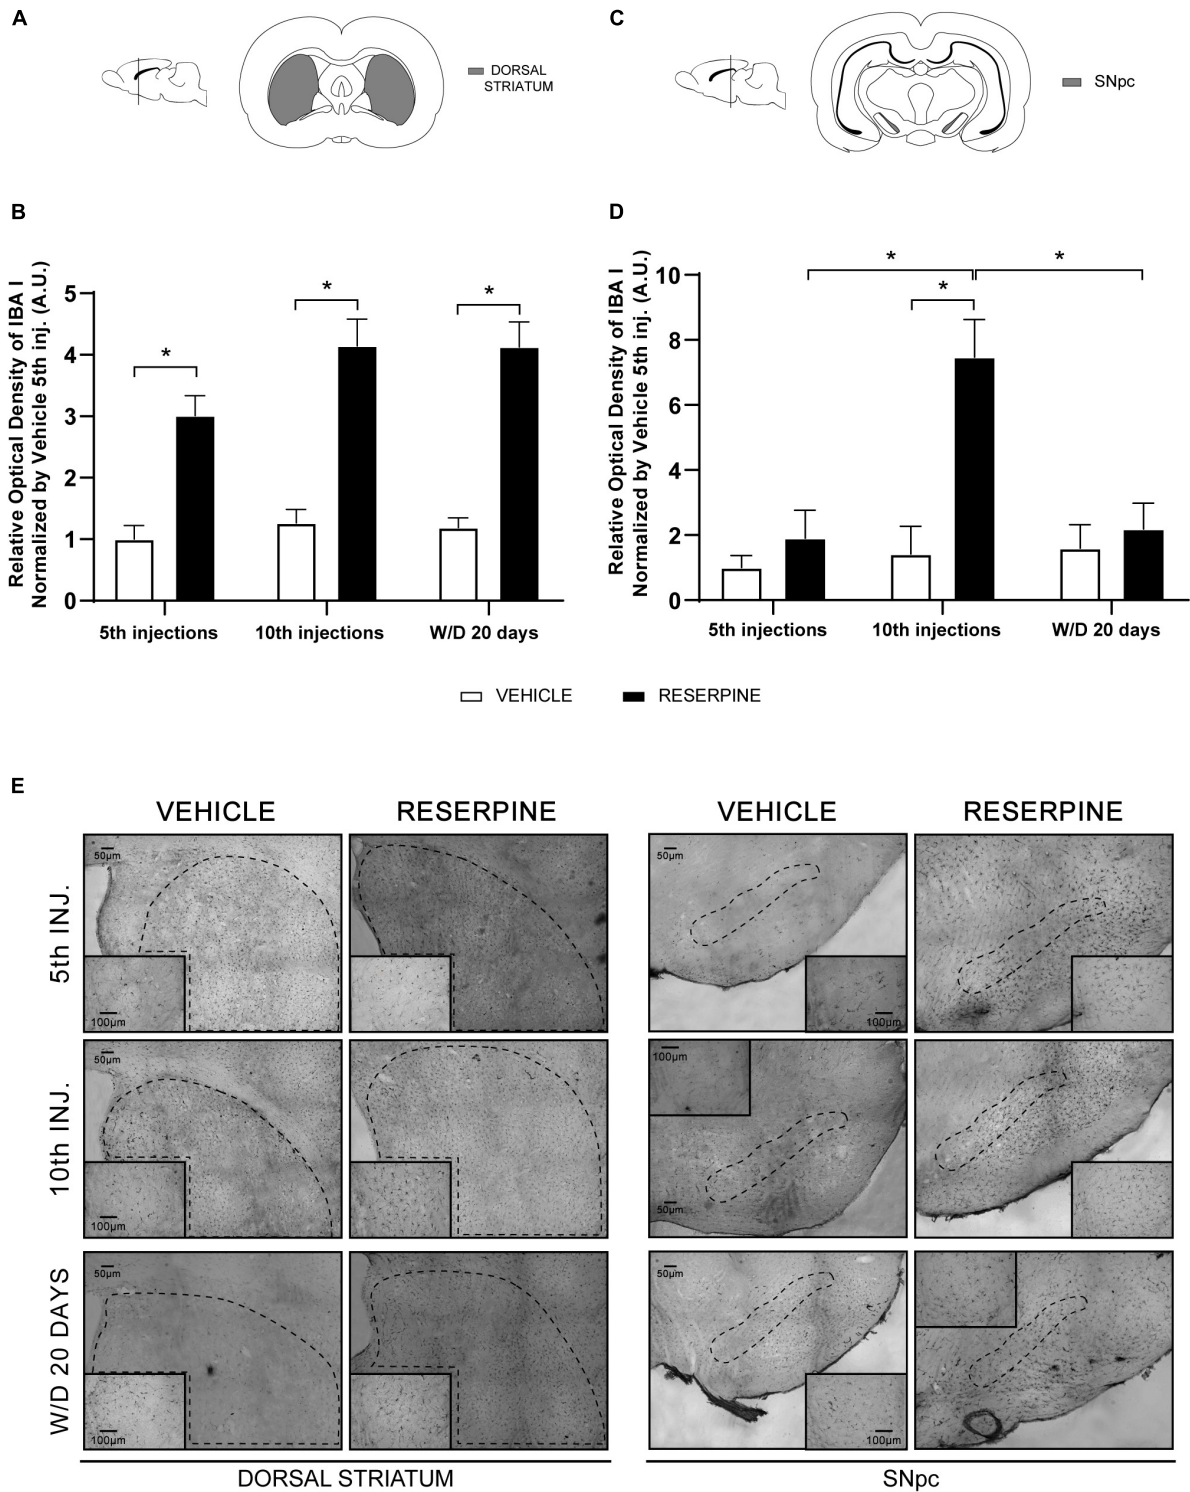 A
DORSAL
STRIATUM
C
SNpc
B
Relative Optical Density of IBA I
Normalized by Vehicle 5th inj. (A.U.)
5
4
3
2
1
0
*
*
*
5th injections
10th injections
W/D 20 days
D
Relative Optical Density of IBA I
Normalized by Vehicle 5th inj. (A.U.)
10
8
6
4
2
0
*
*
*
5th injections
10th injections
W/D 20 days
VEHICLE
RESERPINE
E
VEHICLE
RESERPINE
VEHICLE
RESERPINE
5th INJ.
50µm
100µm
50µm
100µm
10th INJ.
50µm
100µm
100µm
50µm
W/D 20 DAYS
50µm
100µm
50µm
100µm
DORSAL STRIATUM
SNpc